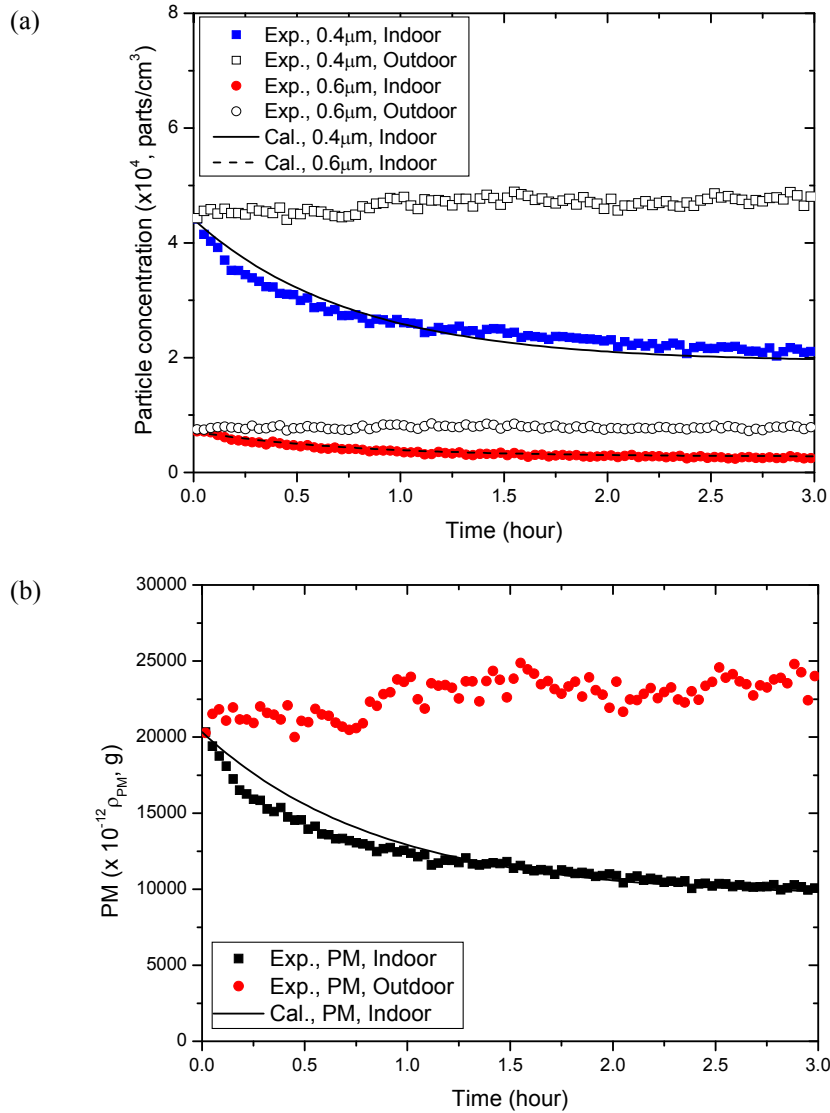 (a)
Exp., 0.4μm, Indoor
Exp., 0.4μm, Outdoor
Exp., 0.6μm, Indoor
Exp., 0.6μm, Outdoor
Cal., 0.4μm, Indoor
Cal., 0.6μm, Indoor
Particle concentration (x10⁴, parts/cm³)
8
6
4
2
0
0.0 0.5 1.0 1.5 2.0 2.5 3.0
Time (hour)
(b)
PM (x 10⁻¹²ρPM, g)
30000
25000
20000
15000
10000
5000
0
Exp., PM, Indoor
Exp., PM, Outdoor
Cal., PM, Indoor
0.0 0.5 1.0 1.5 2.0 2.5 3.0
Time (hour)